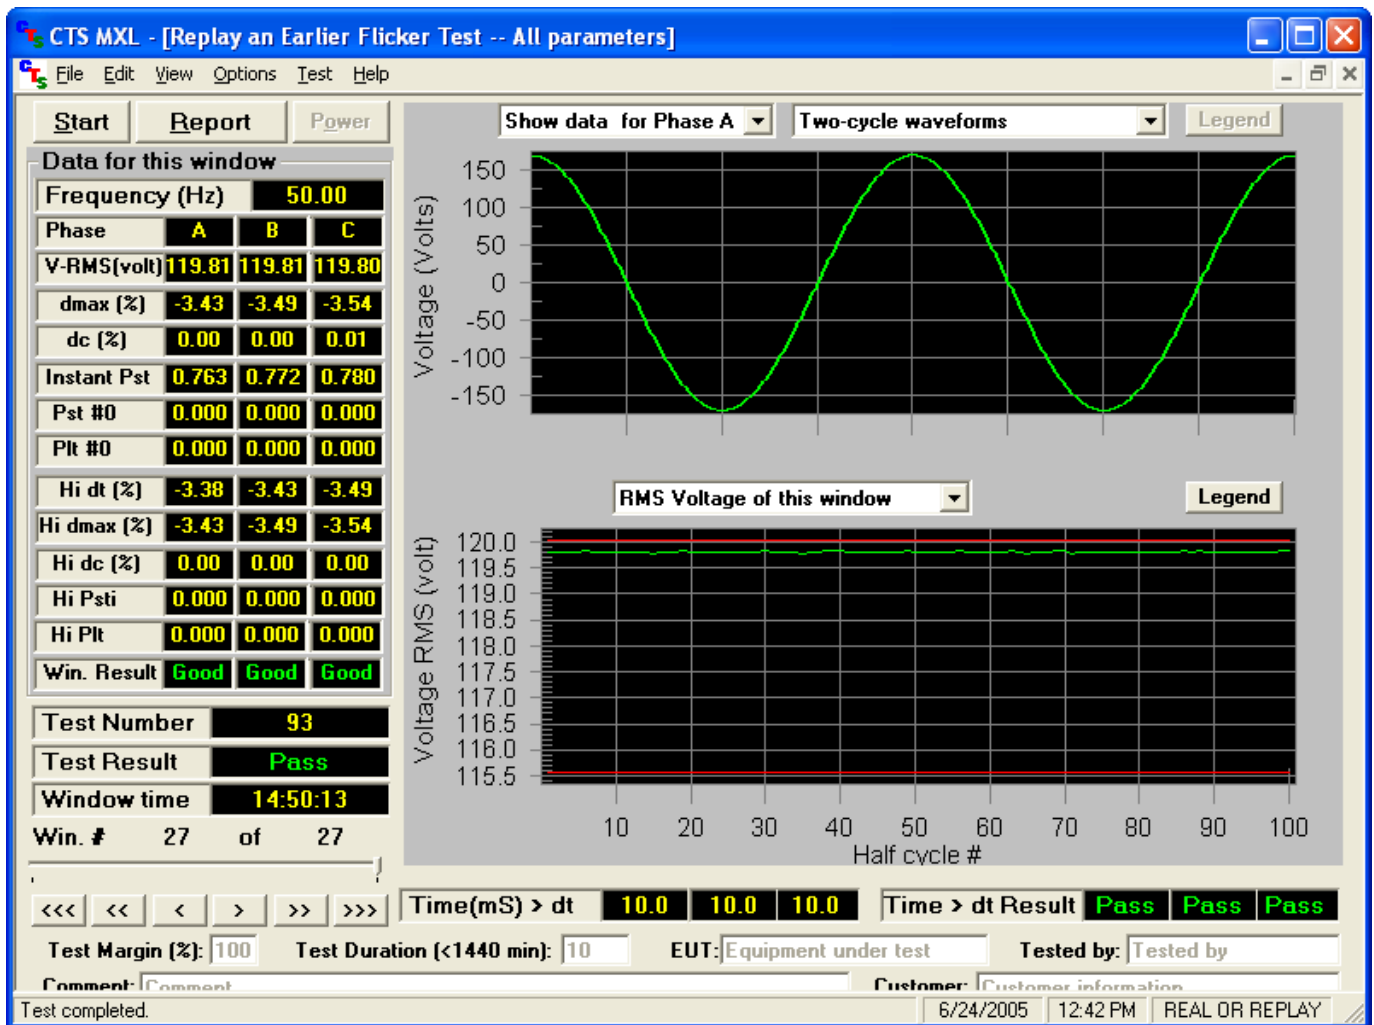 CTS MXL - [Replay an Earlier Flicker Test -- All parameters]
File Edit View Options Test Help
Start Report Power
Show data for Phase A Two-cycle waveforms Legend
Data for this window
Frequency (Hz) 50.00
Phase A B C
V-RMS(volt) 119.81 119.81 119.80
dmax (%) -3.43 -3.49 -3.54
dc (%) 0.00 0.00 0.01
Instant Pst 0.763 0.772 0.780
Pst #0 0.000 0.000 0.000
Plt #0 0.000 0.000 0.000
Hi dt (%) -3.38 -3.43 -3.49
Hi dmax (%) -3.43 -3.49 -3.54
Hi dc (%) 0.00 0.00 0.00
Hi Psti 0.000 0.000 0.000
Hi Plt 0.000 0.000 0.000
Win. Result Good Good Good
Test Number 93
Test Result Pass
Window time 14:50:13
Win. # 27 of 27
<<< << < > >> >>>
Voltage (Volts)
150
100
50
0
-50
-100
-150
RMS Voltage of this window Legend
Voltage RMS (volt)
120.0
119.5
119.0
118.5
118.0
117.5
117.0
116.5
116.0
115.5
10 20 30 40 50 60 70 80 90 100
Half cycle #
Time(mS) > dt 10.0 10.0 10.0 Time > dt Result Pass Pass Pass
Test Margin (%): 100 Test Duration (<1440 min): 10 EUT: Equipment under test Tested by: Tested by
Comment: Comment Customer: Customer information
Test completed. 6/24/2005 12:42 PM REAL OR REPLAY